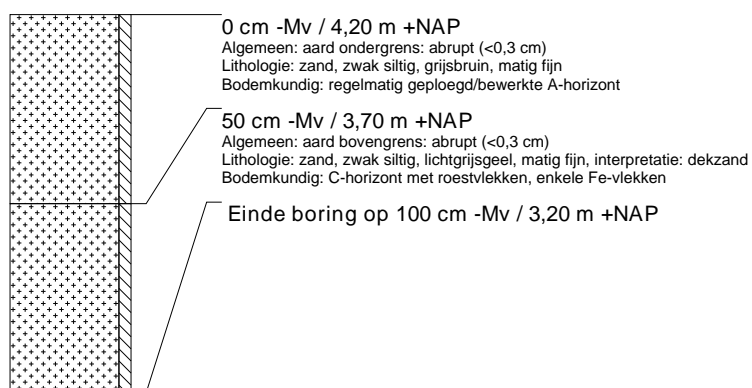 0 cm -Mv / 4,20 m +NAP
Algemeen: aard ondergrens: abrupt (<0,3 cm)
Lithologie: zand, zwak siltig, grijsbruin, matig fijn
Bodemkundig: regelmatig geploegd/bewerkte A-horizont
50 cm -Mv / 3,70 m +NAP
Algemeen: aard bovengrens: abrupt (<0,3 cm)
Lithologie: zand, zwak siltig, lichtgrijsgeel, matig fijn, interpretatie: dekzand
Bodemkundig: C-horizont met roestvlekken, enkele Fe-vlekken
Einde boring op 100 cm -Mv / 3,20 m +NAP